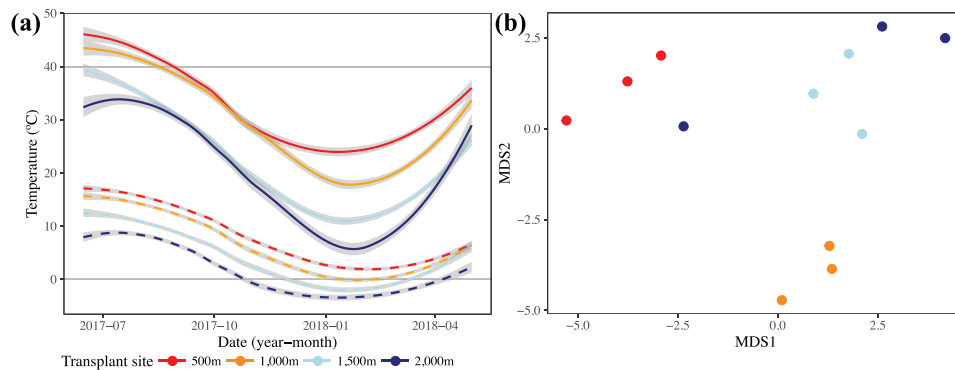 (a)
50
40
30
20
10
0
Temperature (°C)
2017−07
2017−10
2018−01
2018−04
Date (year−month)
Transplant site
500m
1,000m
1,500m
2,000m
(b)
2.5
0.0
−2.5
−5.0
MDS2
−5.0
−2.5
0.0
2.5
MDS1